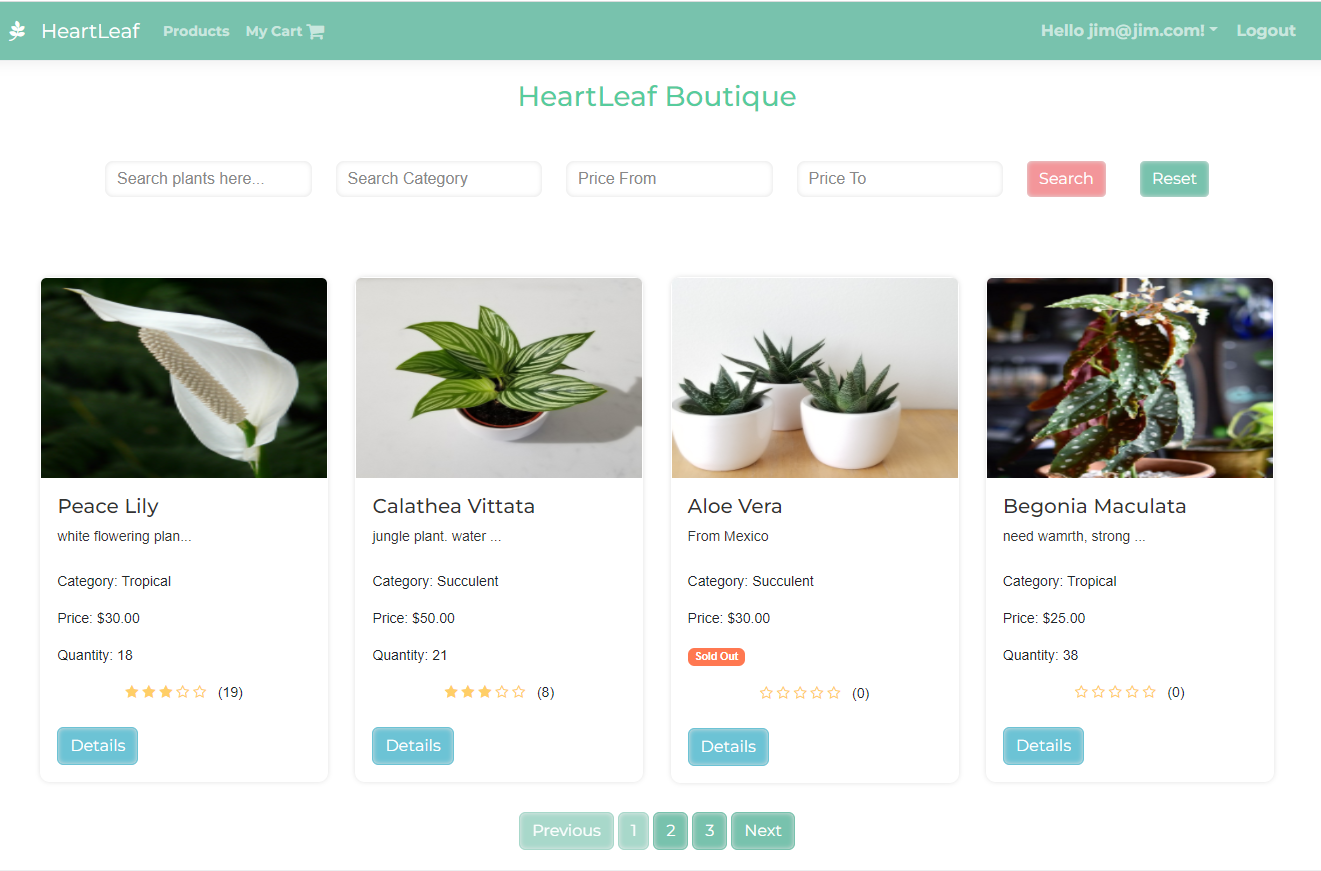 HeartLeaf Products My Cart Hello jim@jim.com! Logout
HeartLeaf Boutique
Search plants here... Search Category Price From Price To Search Reset
Peace Lily
white flowering plan...
Category: Tropical
Price: $30.00
Quantity: 18
(19)
Details
Calathea Vittata
jungle plant. water ...
Category: Succulent
Price: $50.00
Quantity: 21
(8)
Details
Aloe Vera
From Mexico
Category: Succulent
Price: $30.00
Sold Out
(0)
Details
Begonia Maculata
need wamrth, strong ...
Category: Tropical
Price: $25.00
Quantity: 38
(0)
Details
Previous 1 2 3 Next